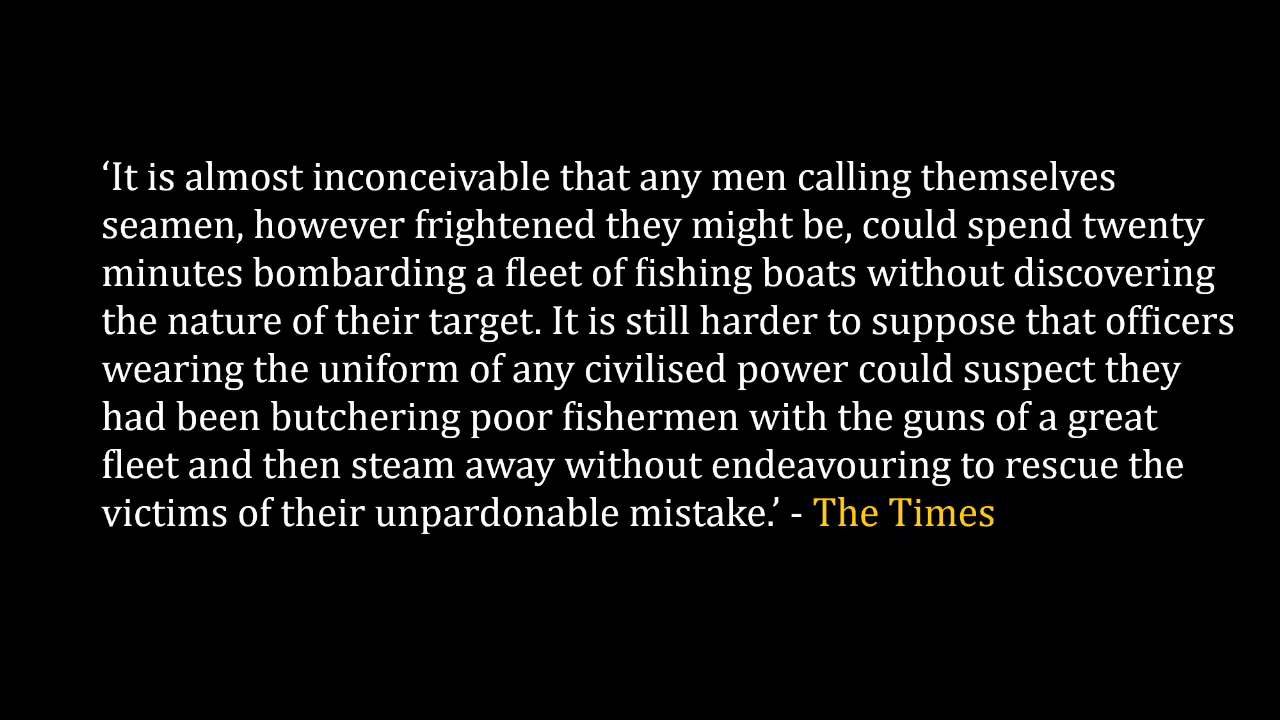 ‘It is almost inconceivable that any men calling themselves
seamen, however frightened they might be, could spend twenty
minutes bombarding a fleet of fishing boats without discovering
the nature of their target. It is still harder to suppose that officers
wearing the uniform of any civilised power could suspect they
had been butchering poor fishermen with the guns of a great
fleet and then steam away without endeavouring to rescue the
victims of their unpardonable mistake.’ - The Times